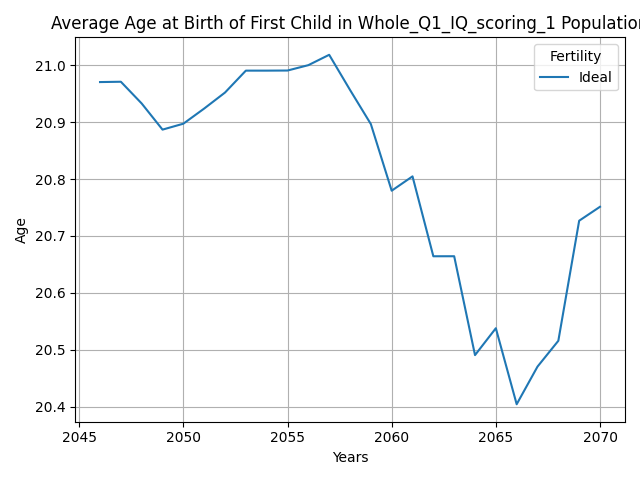 Average Age at Birth of First Child in Whole_Q1_IQ_scoring_1 Population
Fertility
Ideal
21.0
20.9
20.8
20.7
20.6
20.5
20.4
Age
2045
2050
2055
2060
2065
2070
Years